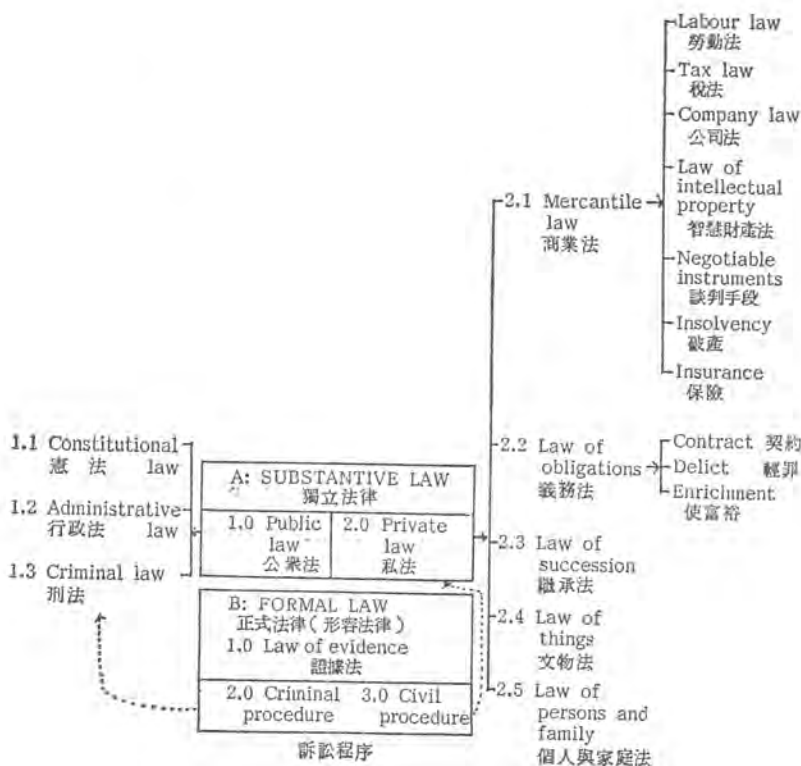 Labour law
勞動法
Tax law
稅法
Company law
公司法
Law of
intellectual
property
智慧財產法
Negotiable
instruments
談判手段
Insolvency
破產
Insurance
保險
2.1 Mercantile
law
商業法
2.2 Law of
obligations
義務法
Contract 契約
Delict 輕罪
Enrichment
使富裕
2.3 Law of
succession
繼承法
2.4 Law of
things
文物法
2.5 Law of
persons and
family
個人與家庭法
1.1 Constitutional
憲法 law
1.2 Administrative
行政法 law
1.3 Criminal law
刑法
A: SUBSTANTIVE LAW
獨立法律
1.0 Public
law
公衆法
2.0 Private
law
私法
B: FORMAL LAW
正式法律(形容法律)
1.0 Law of evidence
證據法
2.0 Criminal
procedure
3.0 Civil
procedure
訴訟程序